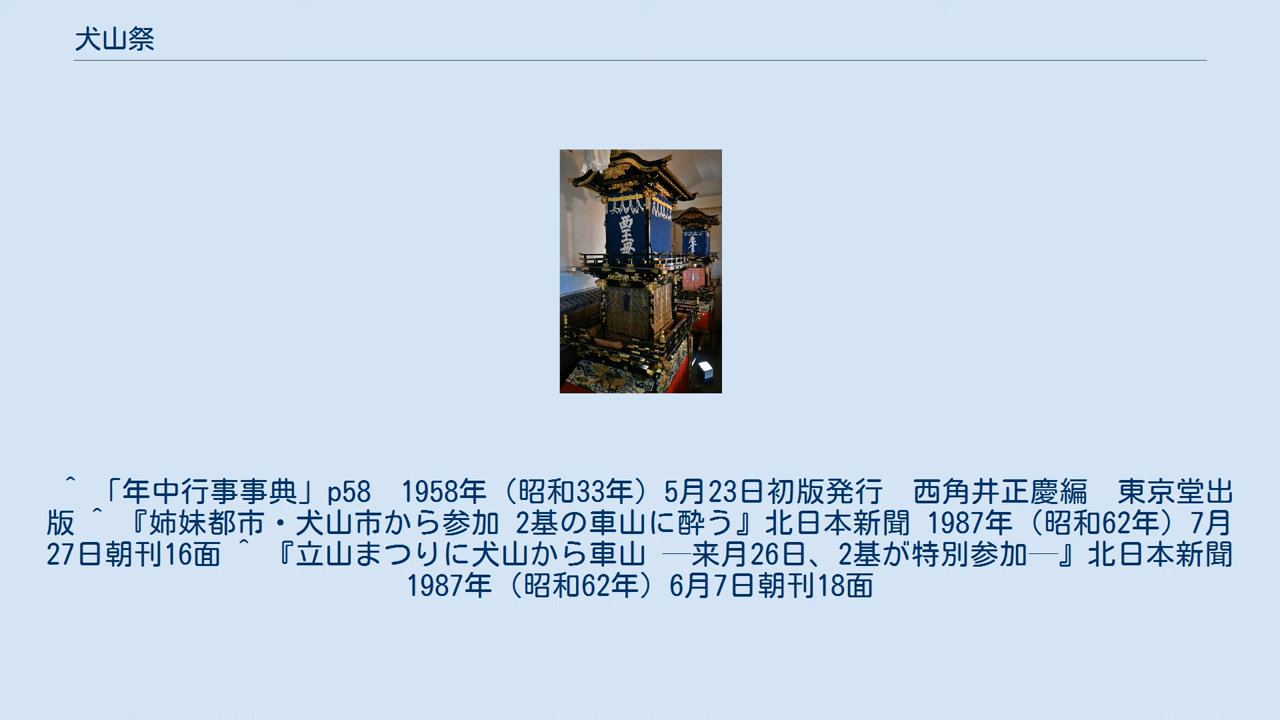 犬山祭
西王母
^ 「年中行事事典」p58　1958年（昭和33年）5月23日初版発行　西角井正慶編　東京堂出
版 ^ 『姉妹都市・犬山市から参加 2基の車山に酔う』北日本新聞 1987年（昭和62年）7月
27日朝刊16面 ^ 『立山まつりに犬山から車山 ―来月26日、2基が特別参加―』北日本新聞
1987年（昭和62年）6月7日朝刊18面